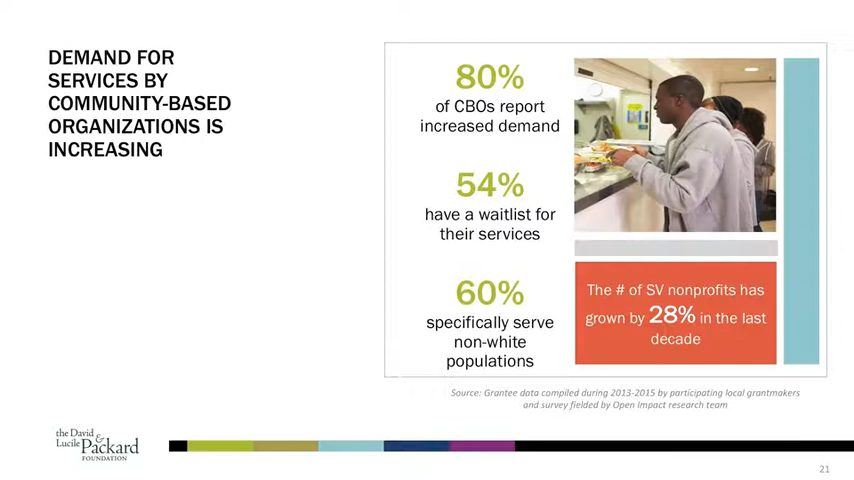 DEMAND FOR
SERVICES BY
COMMUNITY-BASED
ORGANIZATIONS IS
INCREASING
80%
of CBOs report
increased demand
54%
have a waitlist for
their services
60%
specifically serve
non-white
populations
The # of SV nonprofits has
grown by 28% in the last
decade
Source: Grantee data compiled during 2013-2015 by participating local grantmakers
and survey fielded by Open Impact research team
the David
& Lucile Packard
FOUNDATION
21